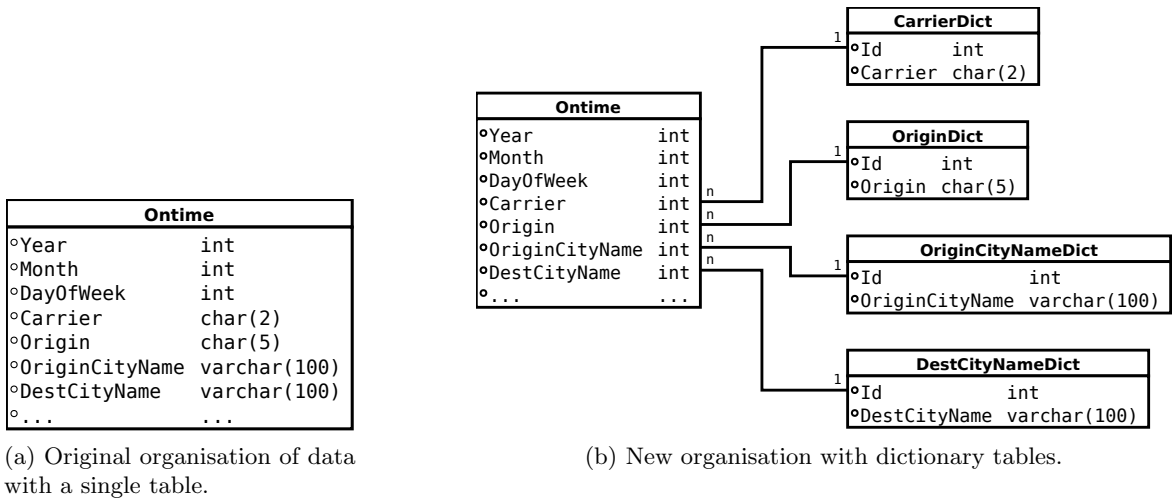 Ontime
Year int
Month int
DayOfWeek int
Carrier char(2)
Origin char(5)
OriginCityName varchar(100)
DestCityName varchar(100)
... ...
(a) Original organisation of data
with a single table.
Ontime
Year int
Month int
DayOfWeek int
Carrier int
Origin int
OriginCityName int
DestCityName int
... ...
n
n
n
n
1
CarrierDict
Id int
Carrier char(2)
1
OriginDict
Id int
Origin char(5)
1
OriginCityNameDict
Id int
OriginCityName varchar(100)
1
DestCityNameDict
Id int
DestCityName varchar(100)
(b) New organisation with dictionary tables.